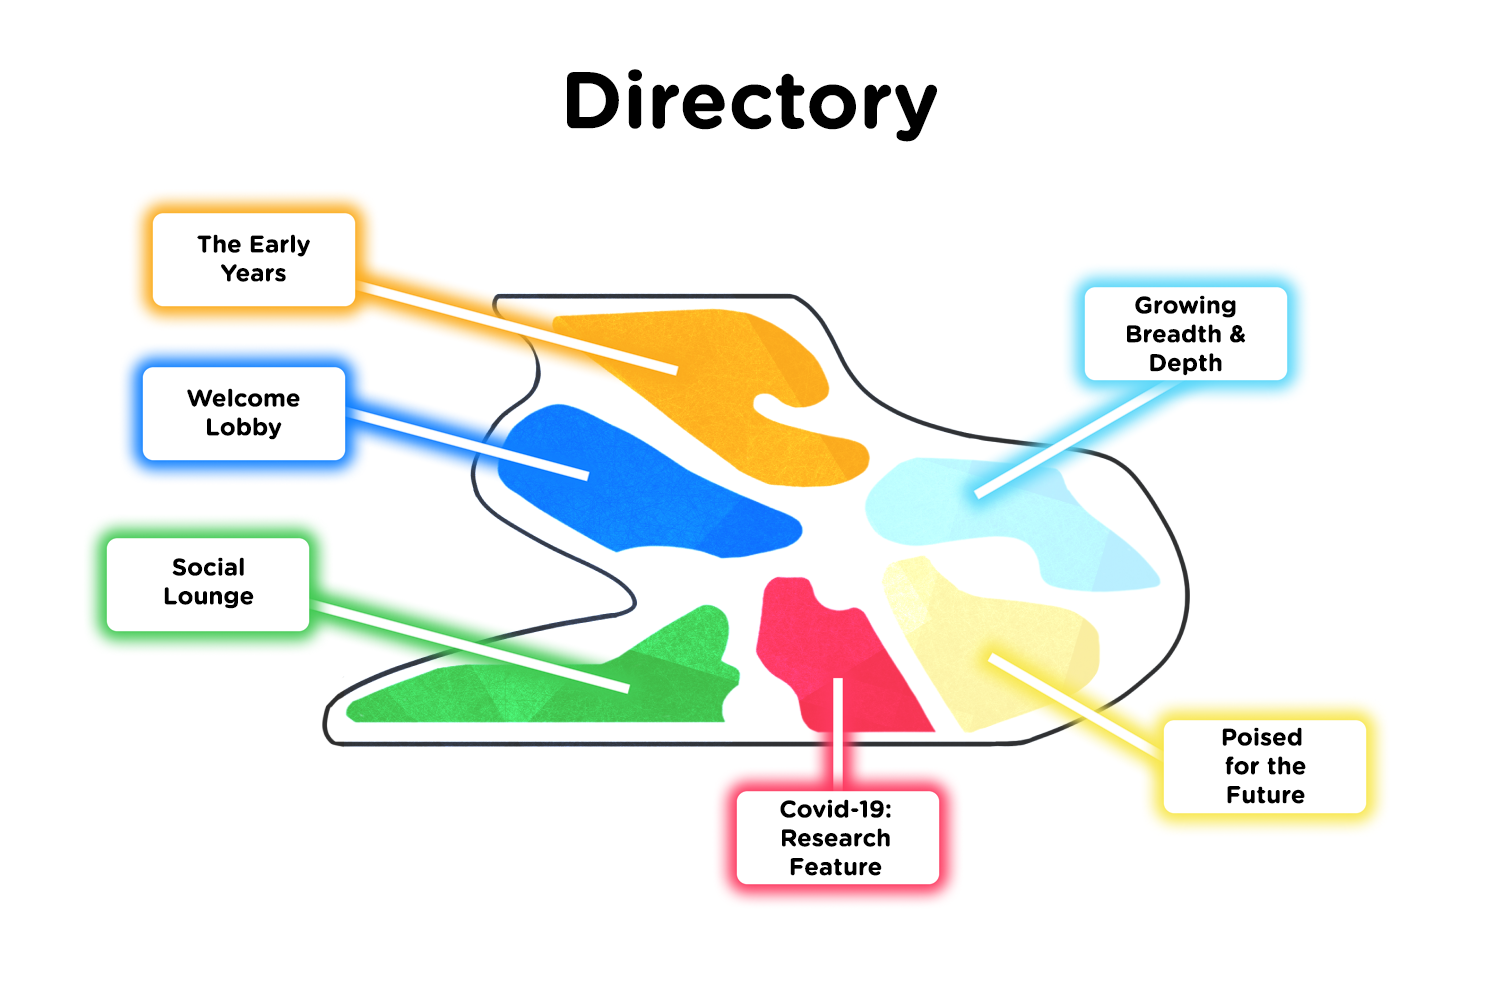 Directory
The Early
Years
Growing
Breadth &
Depth
Welcome
Lobby
Social
Lounge
Poised
for the
Future
Covid-19:
Research
Feature